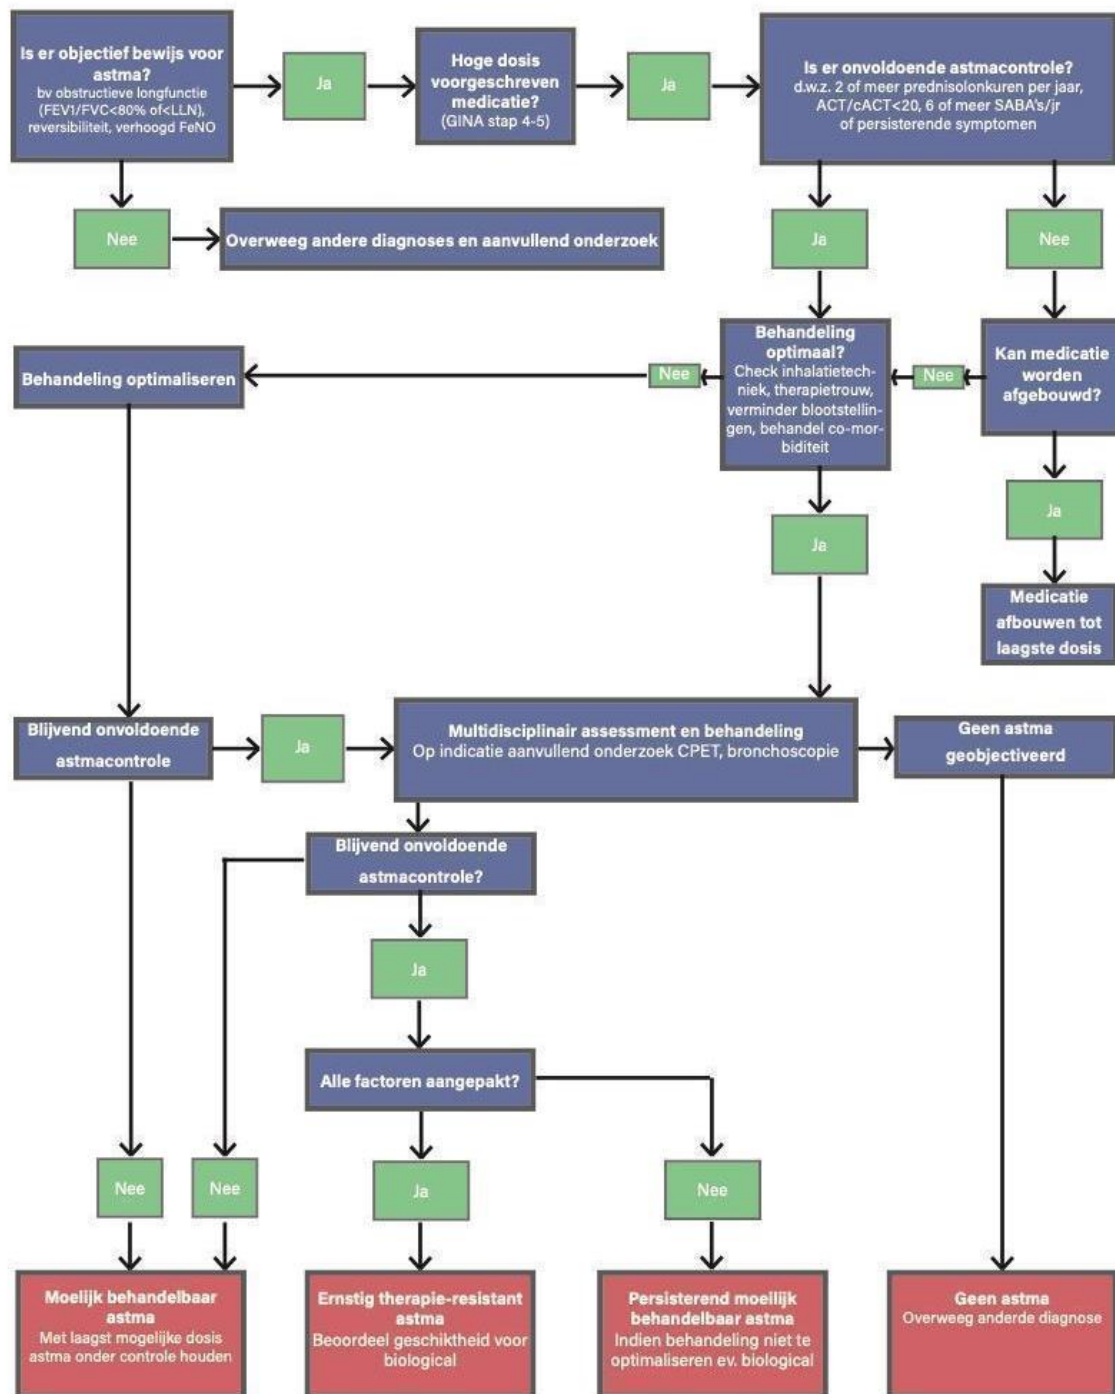 Is er objectief bewijs voor
astma?
bv obstructieve longfunctie
(FEV1/FVC<80% of<LLN),
reversibiliteit, verhoogd FeNO
Ja
Hoge dosis
voorgeschreven
medicatie?
(GINA stap 4-5)
Ja
Is er onvoldoende astmacontrole?
d.w.z. 2 of meer prednisolonkuren per jaar,
ACT/cACT<20, 6 of meer SABA's/jr
of persisterende symptomen
Nee
Overweeg andere diagnoses en aanvullend onderzoek
Ja
Nee
Behandeling optimaliseren
Nee
Behandeling
optimaal?
Check inhalatietech-
niek, therapietrouw,
verminder blootstellin-
gen, behandel co-mor-
biditeit
Nee
Kan medicatie
worden
afgebouwd?
Ja
Ja
Medicatie
afbouwen tot
laagste dosis
Blijvend onvoldoende
astmacontrole
Ja
Multidisciplinair assessment en behandeling
Op indicatie aanvullend onderzoek CPET, bronchoscopie
Geen astma
geobjectiveerd
Blijvend onvoldoende
astmacontrole?
Ja
Alle factoren aangepakt?
Nee
Nee
Ja
Nee
Moelijk behandelbaar
astma
Met laagst mogelijke dosis
astma onder controle houden
Ernstig therapie-resistant
astma
Beoordeel geschiktheid voor
biological
Persisterend moeilijk
behandelbaar astma
Indien behandeling niet te
optimaliseren ev. biological
Geen astma
Overweeg anderde diagnose